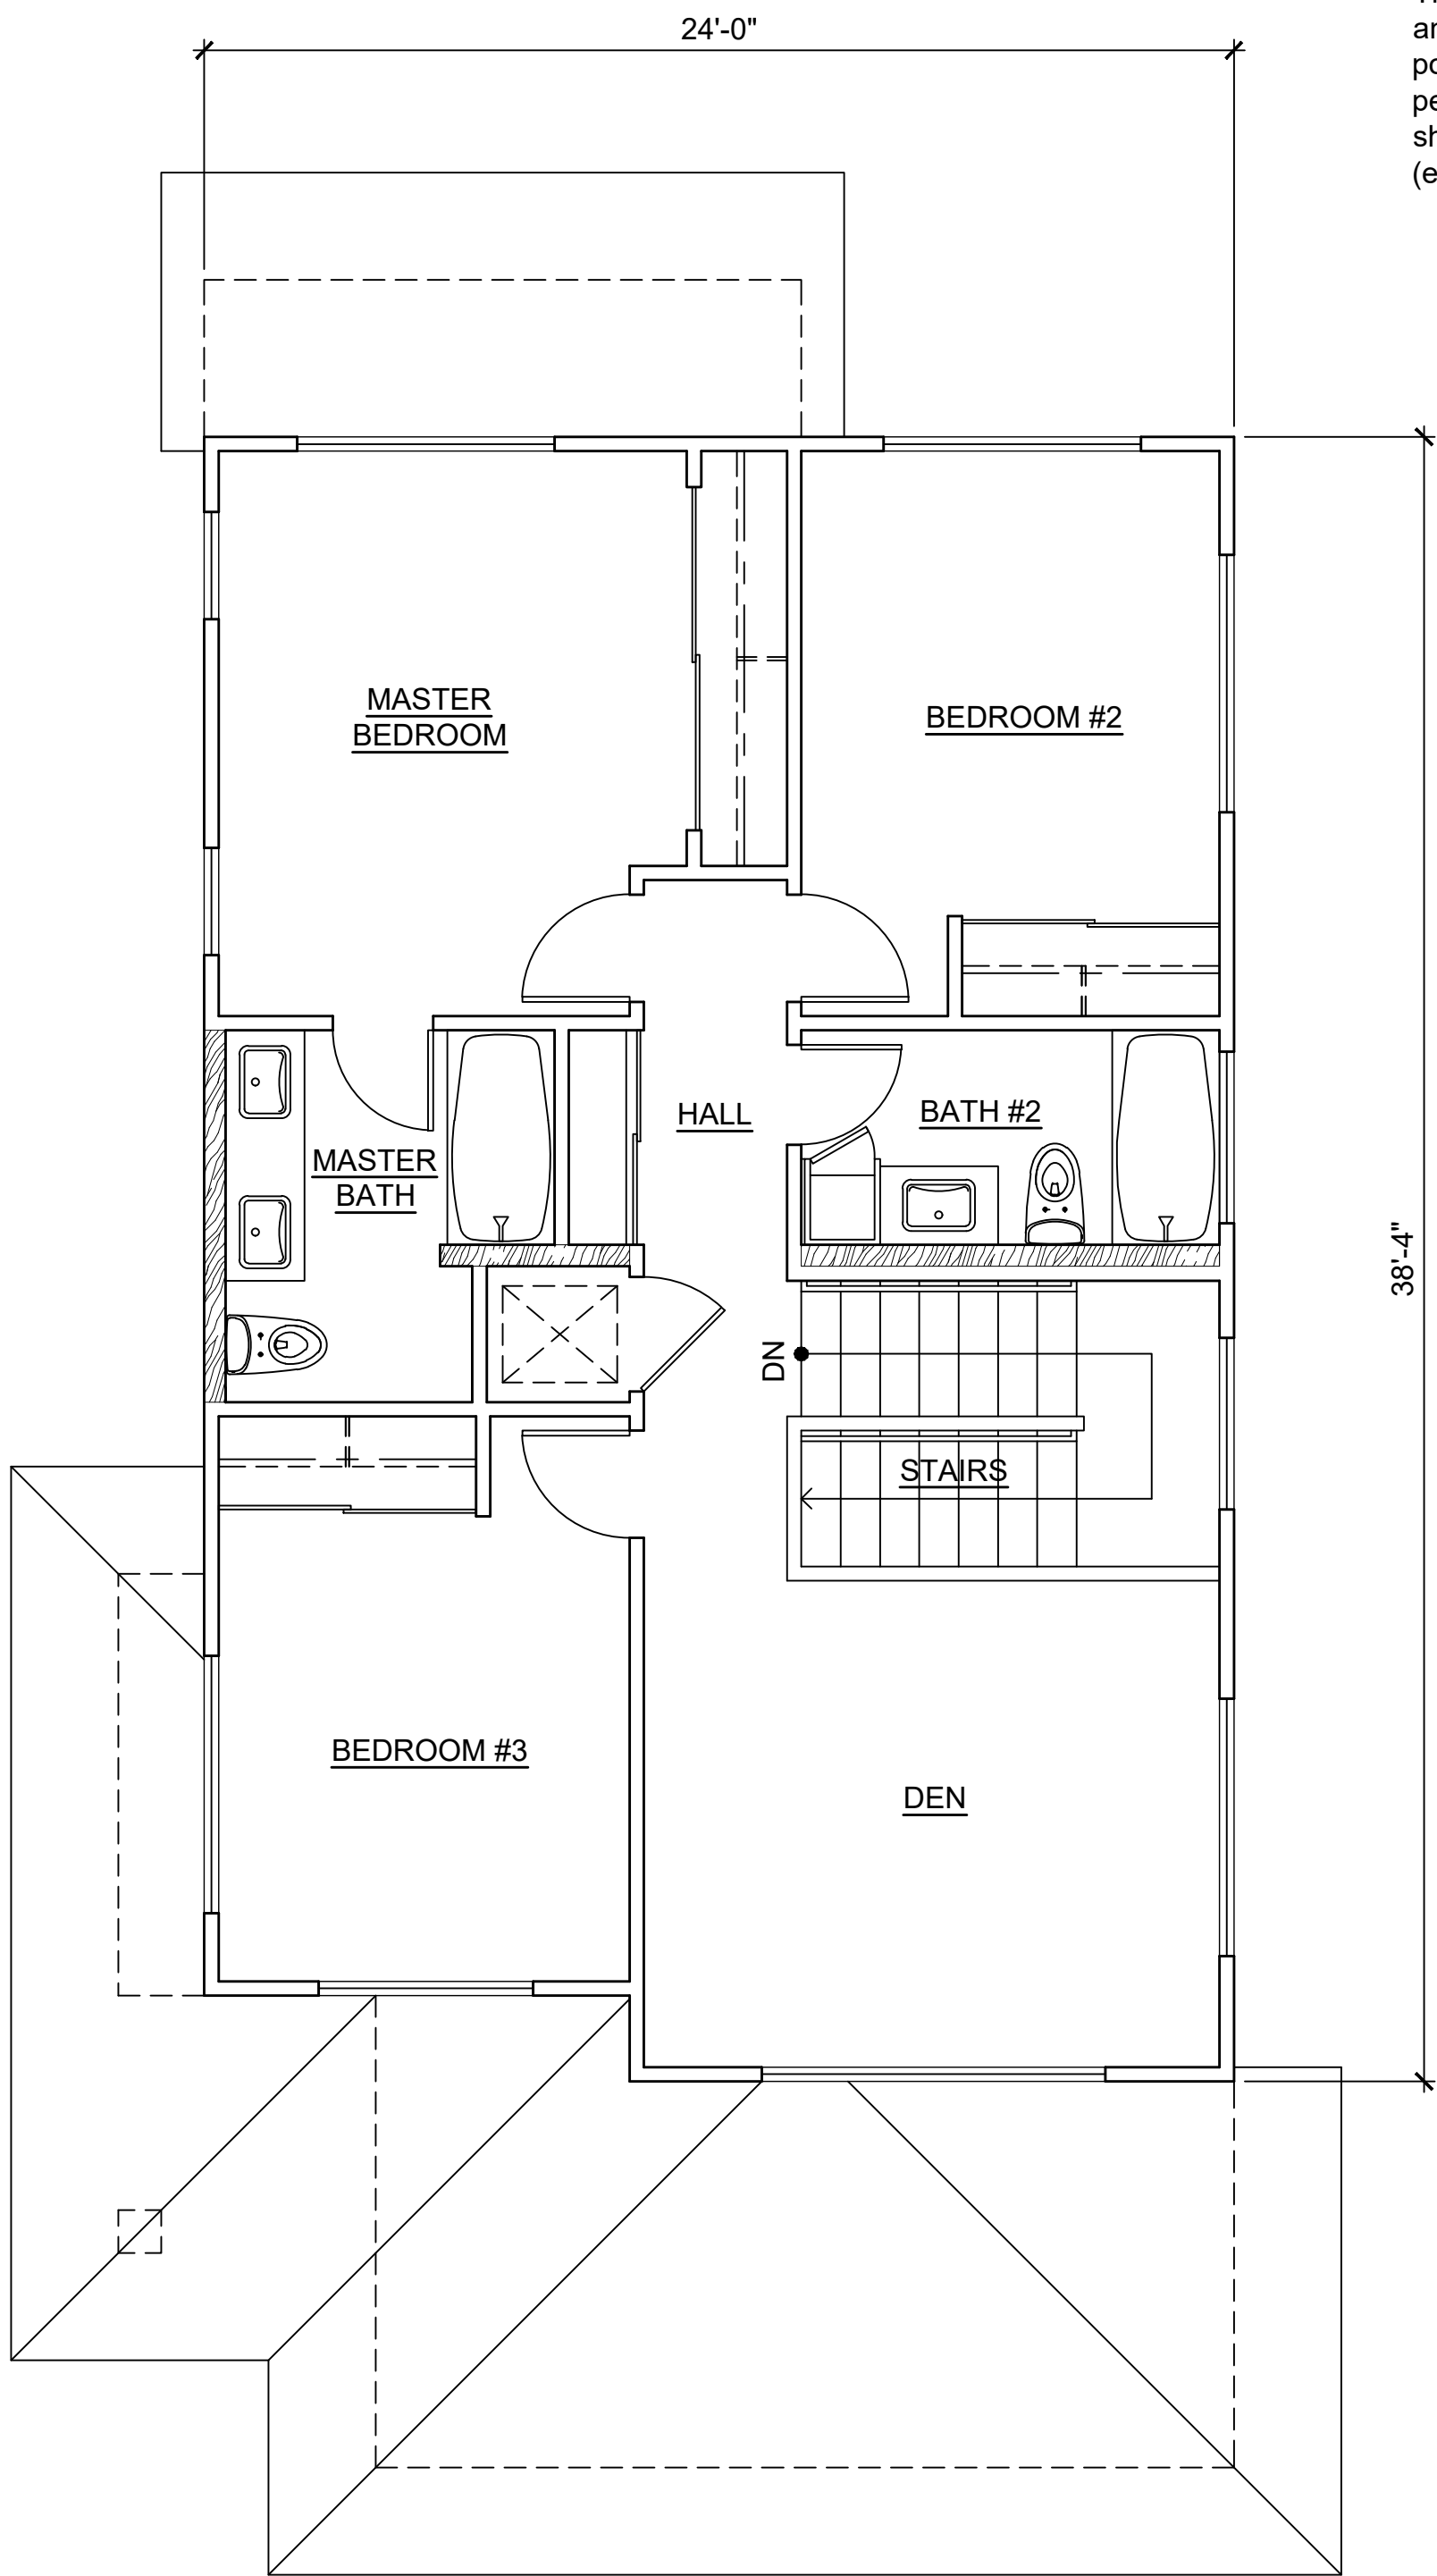 24'-0"
(e
MASTER
BEDROOM
BEDROOM #2
HALL
BATH #2
MASTER
BATH
38'-4"
DN
STAIRS
BEDROOM #3
DEN